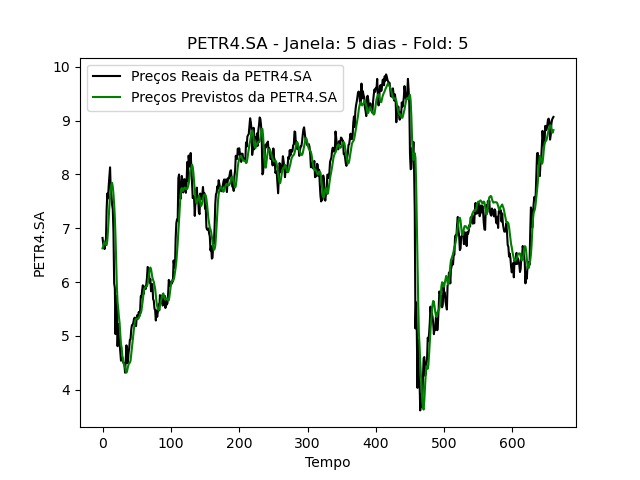 PETR4.SA - Janela: 5 dias - Fold: 5
Preços Reais da PETR4.SA
Preços Previstos da PETR4.SA
PETR4.SA
10
9
8
7
6
5
4
0 100 200 300 400 500 600
Tempo